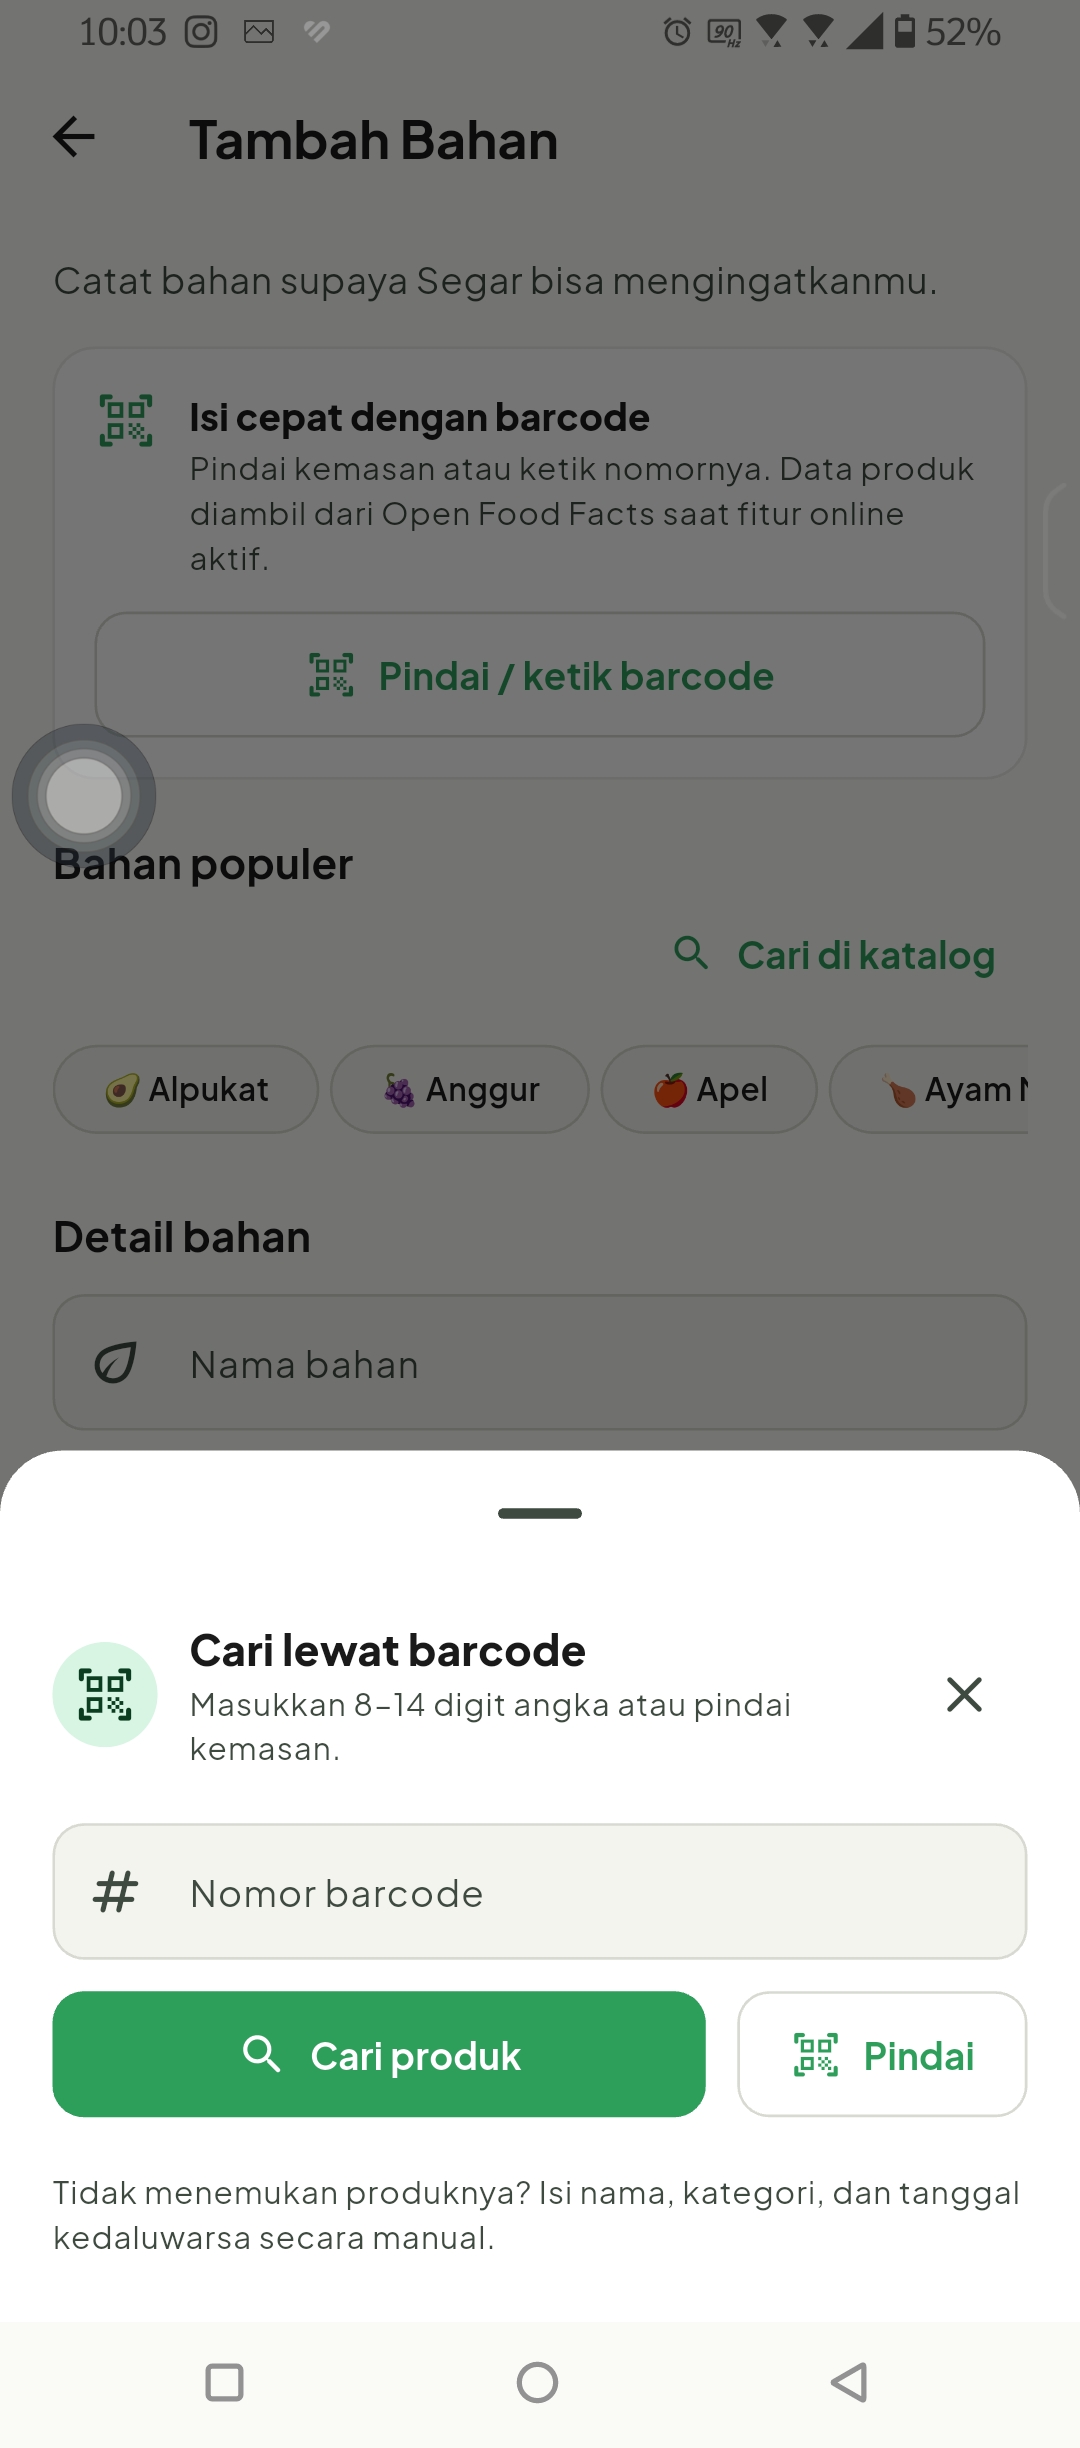 10:03
90Hz
52%
Tambah Bahan
Catat bahan supaya Segar bisa mengingatkanmu.
Isi cepat dengan barcode
Pindai kemasan atau ketik nomornya. Data produk
diambil dari Open Food Facts saat fitur online
aktif.
Pindai / ketik barcode
Bahan populer
Cari di katalog
Alpukat
Anggur
Apel
Ayam
Detail bahan
Nama bahan
Cari lewat barcode
Masukkan 8–14 digit angka atau pindai
kemasan.
# Nomor barcode
Cari produk
Pindai
Tidak menemukan produknya? Isi nama, kategori, dan tanggal
kedaluwarsa secara manual.